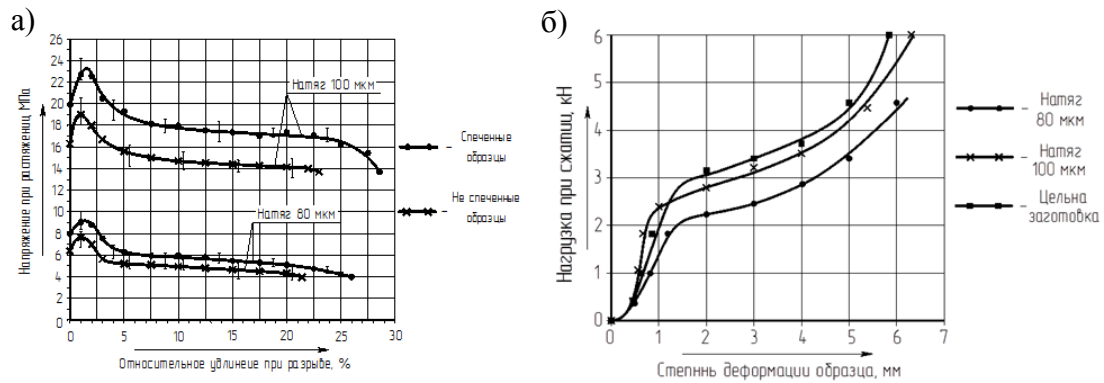 а)
Напряжение при растяжении, МПа
26
24
22
20
18
16
14
12
10
8
6
4
2
0
0
5
10
15
20
25
30
Относительное удлинение при разрыве, %
Натяг 100 мкм
Натяг 80 мкм
– Спеченные
образцы
– Не спеченные
образцы
б)
Нагрузка при сжатии, кН
6
5
4
3
2
1
0
0
1
2
3
4
5
6
7
Степннь деформации образца, мм
– Натяг
80 мкм
– Натяг
100 мкм
– Цельна
заготовка